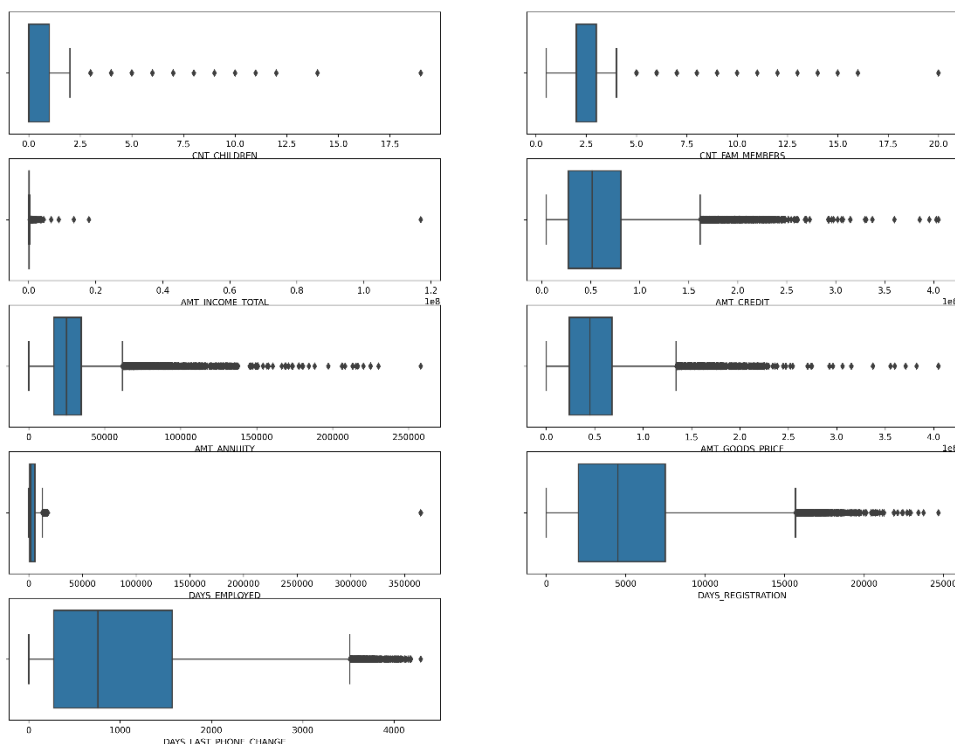 0.0 2.5 5.0 7.5 10.0 12.5 15.0 17.5
CNT_CHILDREN
0.0 2.5 5.0 7.5 10.0 12.5 15.0 17.5 20.0
CNT_FAM_MEMBERS
0.0 0.2 0.4 0.6 0.8 1.0 1.2
1e8
AMT_INCOME_TOTAL
0.0 0.5 1.0 1.5 2.0 2.5 3.0 3.5 4.0
AMT_CREDIT
0 50000 100000 150000 200000 250000
AMT_ANNUITY
0.0 0.5 1.0 1.5 2.0 2.5 3.0 3.5 4.0
AMT_GOODS_PRICE
0 50000 100000 150000 200000 250000 300000 350000
DAYS_EMPLOYED
0 5000 10000 15000 20000 25000
DAYS_REGISTRATION
0 1000 2000 3000 4000
DAYS_LAST_PHONE_CHANGE